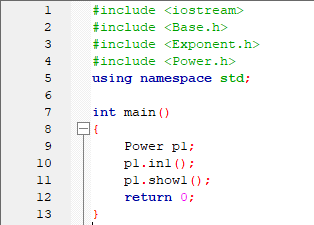 1 #include <iostream>
2 #include <Base.h>
3 #include <Exponent.h>
4 #include <Power.h>
5 using namespace std;
6
7 int main()
8 {
9 Power p1;
10 p1.in1();
11 p1.show1();
12 return 0;
13 }